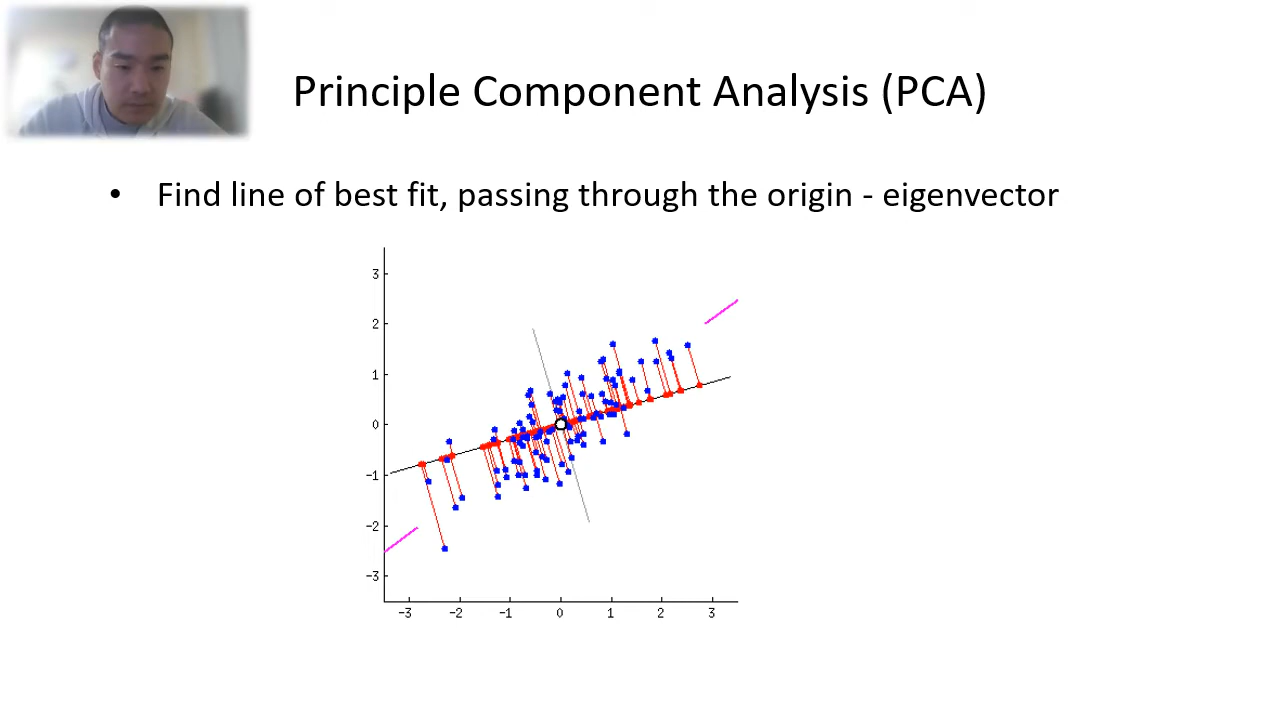 Principle Component Analysis (PCA)
• Find line of best fit, passing through the origin - eigenvector
3
2
1
0
−1
−2
−3
−3 −2 −1 0 1 2 3